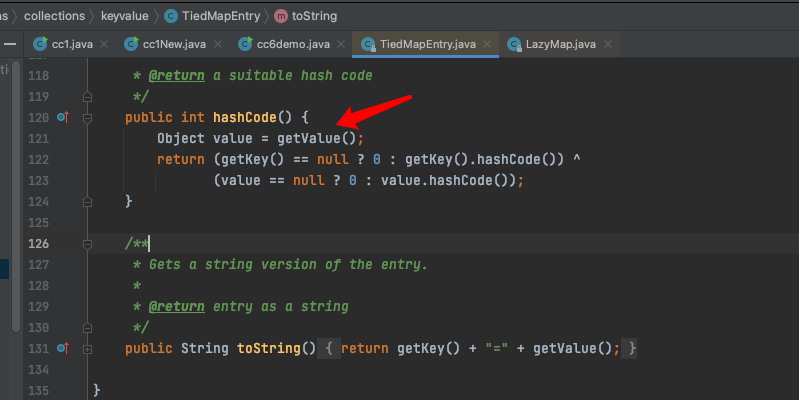 ns › collections › keyvalue › TiedMapEntry › m toString
cc1.java × cc1New.java × cc6demo.java × TiedMapEntry.java × LazyMap.java ×
118 * @return a suitable hash code
119 */
120 public int hashCode() {
121 Object value = getValue();
122 return (getKey() == null ? 0 : getKey().hashCode()) ^
123 (value == null ? 0 : value.hashCode());
124 }
125
126 /**
127 * Gets a string version of the entry.
128 *
129 * @return entry as a string
130 */
131 public String toString() { return getKey() + "=" + getValue(); }
134
135 }